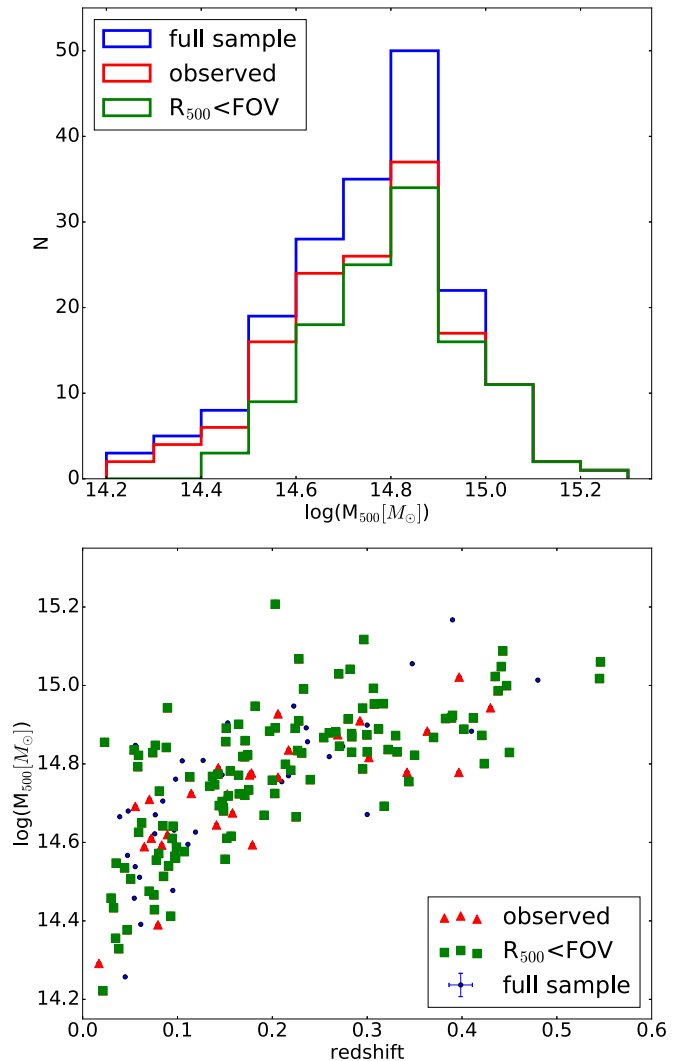 50
40
30
20
10
0
N
full sample
observed
R500<FOV
14.2 14.4 14.6 14.8 15.0 15.2
log(M500[M⊙])
15.2
15.0
14.8
14.6
14.4
14.2
log(M500[M⊙])
observed
R500<FOV
full sample
0.0 0.1 0.2 0.3 0.4 0.5 0.6
redshift